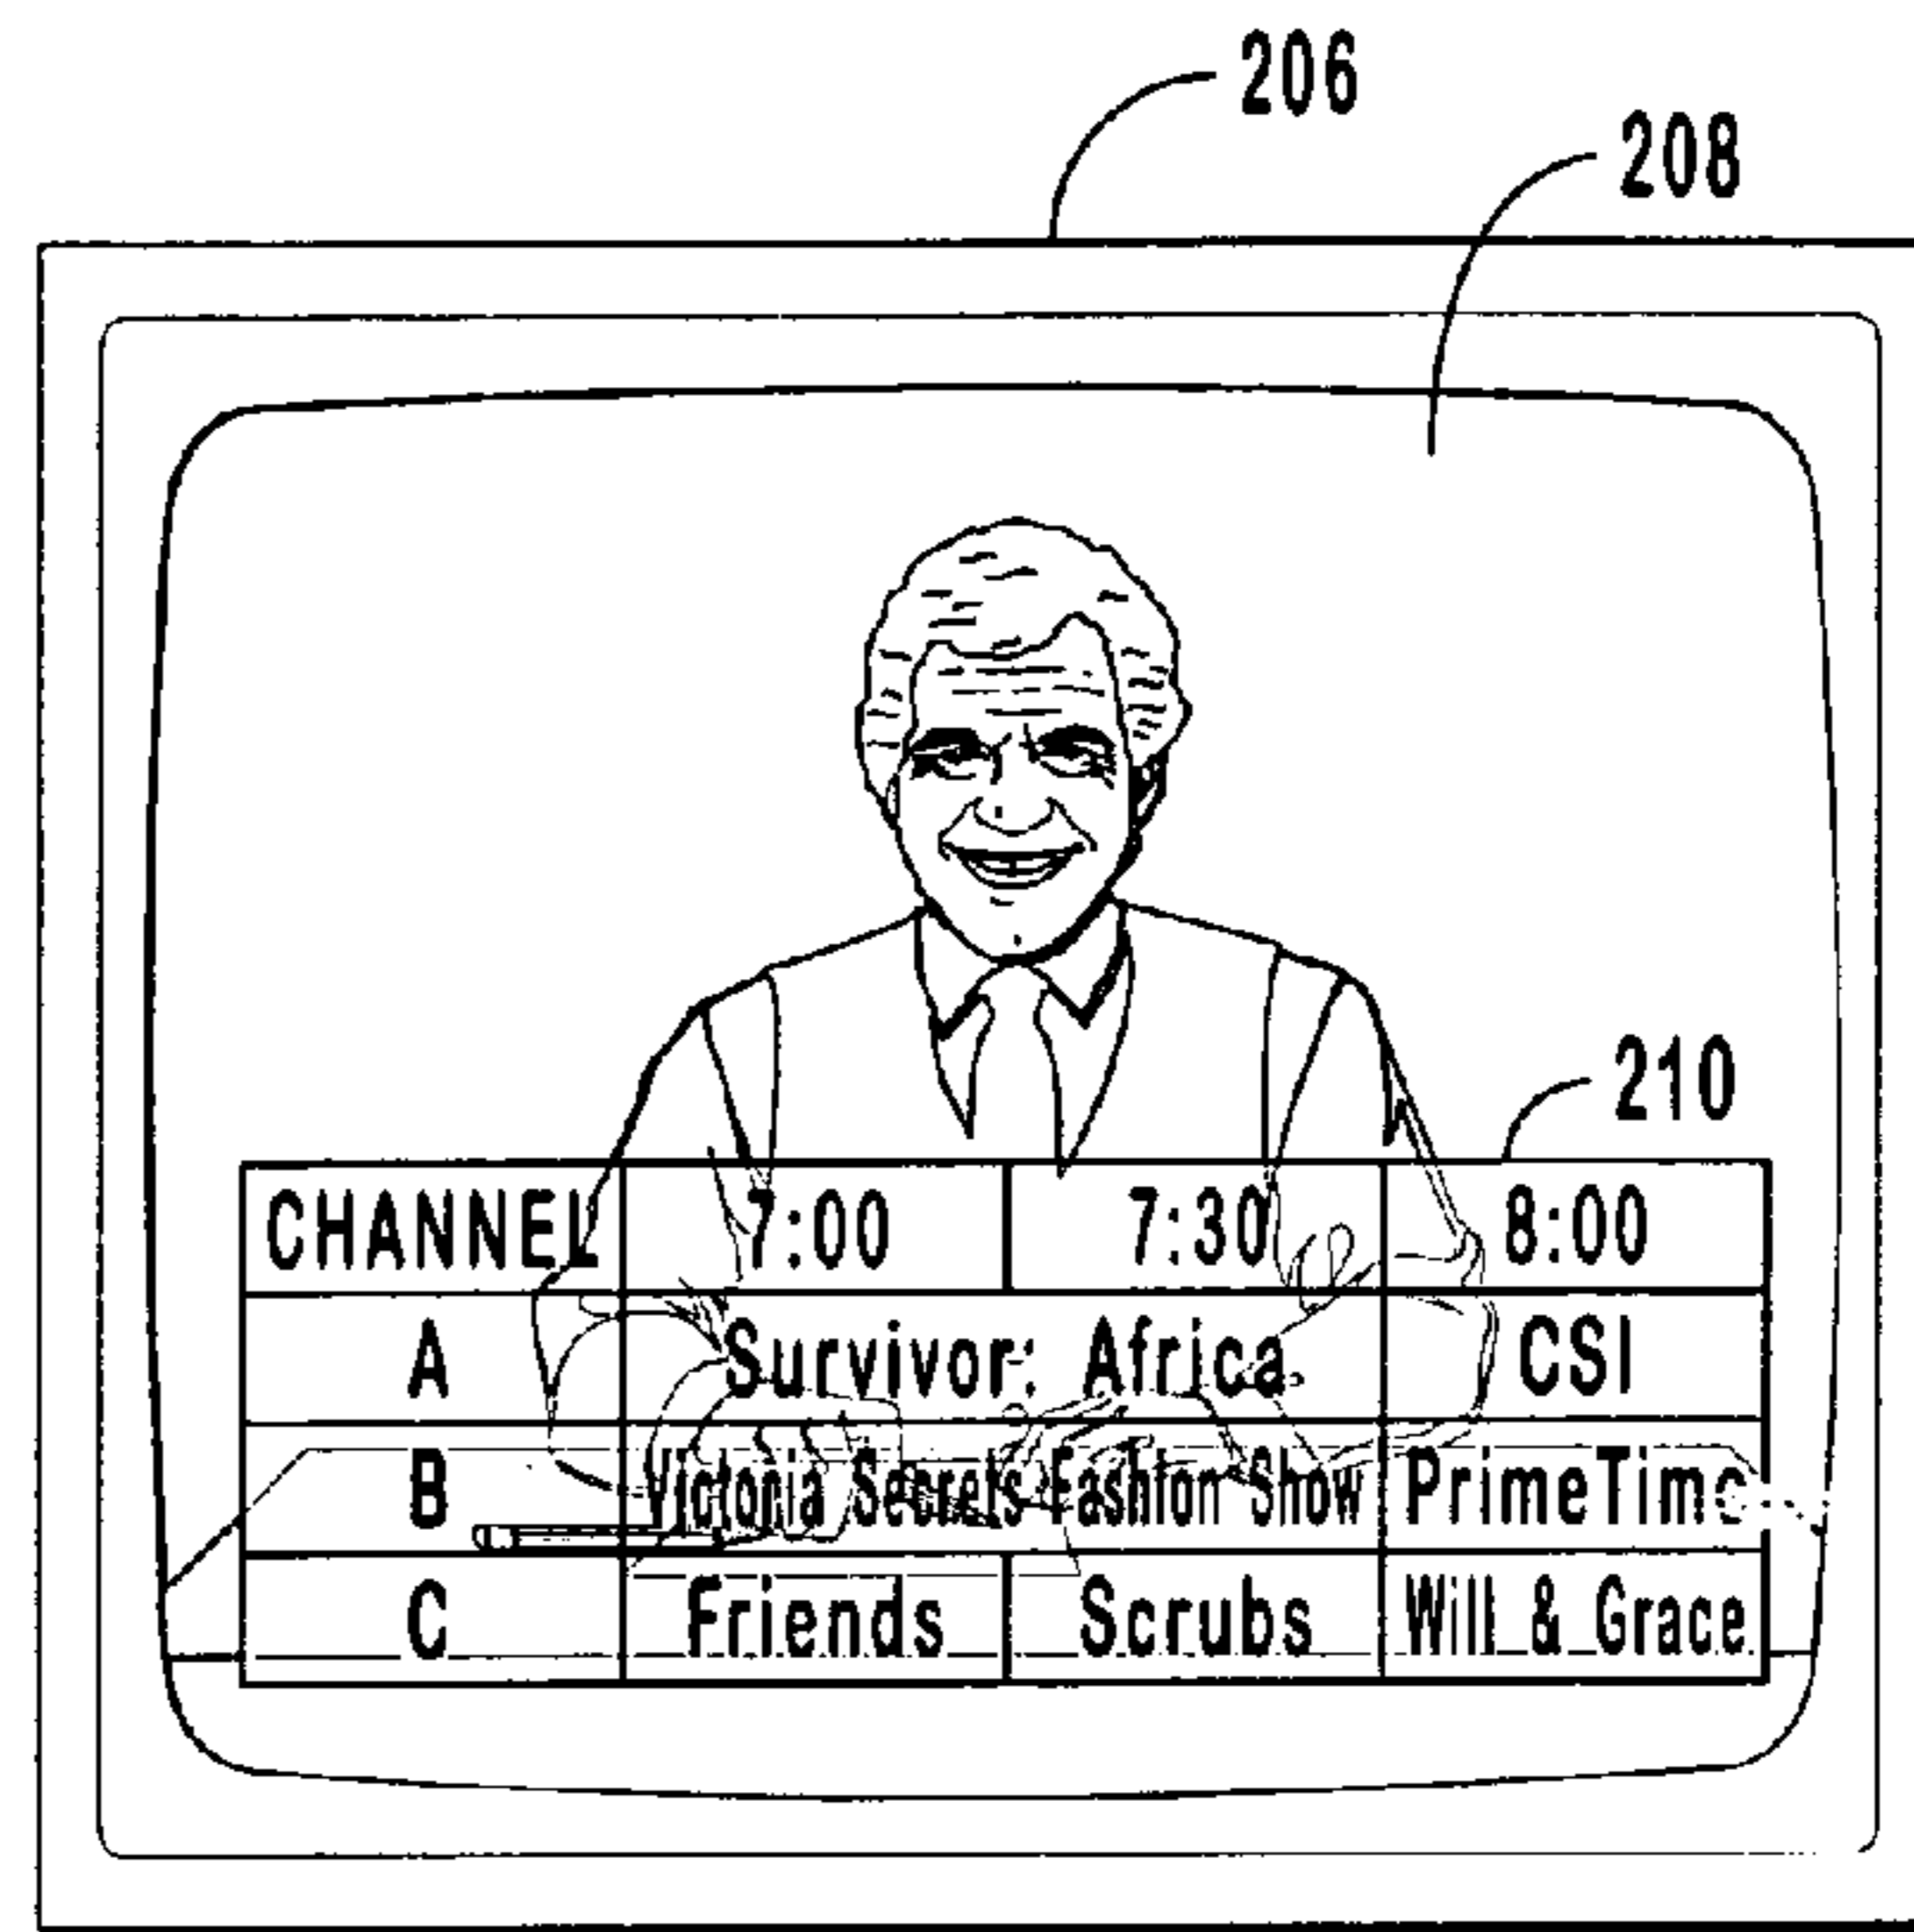 206
208
210
CHANNEL 7:00 7:30 8:00
A Survivor: Africa CSI
B Victoria Secrets Fashion Show PrimeTime
C Friends Scrubs Will & Grace